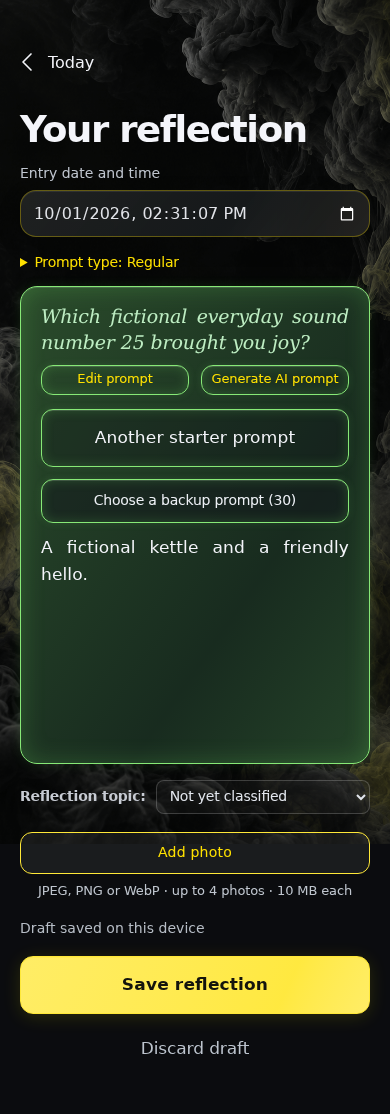 Today
Your reflection
Entry date and time
10/01/2026, 02:31:07 PM
Prompt type: Regular
Which fictional everyday sound
number 25 brought you joy?
Edit prompt
Generate AI prompt
Another starter prompt
Choose a backup prompt (30)
A fictional kettle and a friendly
hello.
Reflection topic:
Not yet classified
Add photo
JPEG, PNG or WebP · up to 4 photos · 10 MB each
Draft saved on this device
Save reflection
Discard draft